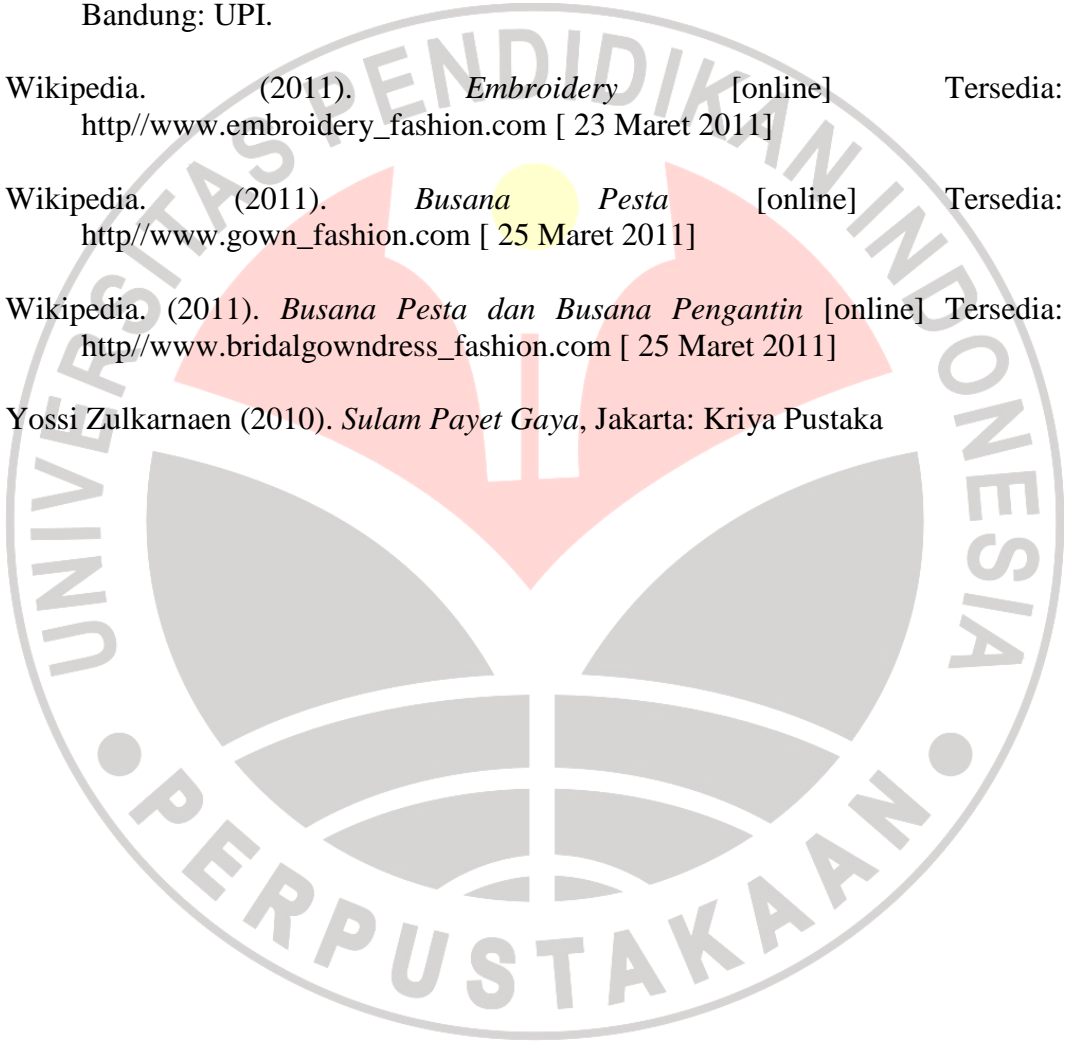 Bandung: UPI.
Wikipedia. (2011). Embroidery [online] Tersedia:
http//www.embroidery_fashion.com [ 23 Maret 2011]
Wikipedia. (2011). Busana Pesta [online] Tersedia:
http//www.gown_fashion.com [ 25 Maret 2011]
Wikipedia. (2011). Busana Pesta dan Busana Pengantin [online] Tersedia:
http//www.bridalgowndress_fashion.com [ 25 Maret 2011]
Yossi Zulkarnaen (2010). Sulam Payet Gaya, Jakarta: Kriya Pustaka
UNIVERSITAS PENDIDIKAN INDONESIA
PERPUSTAKAAN